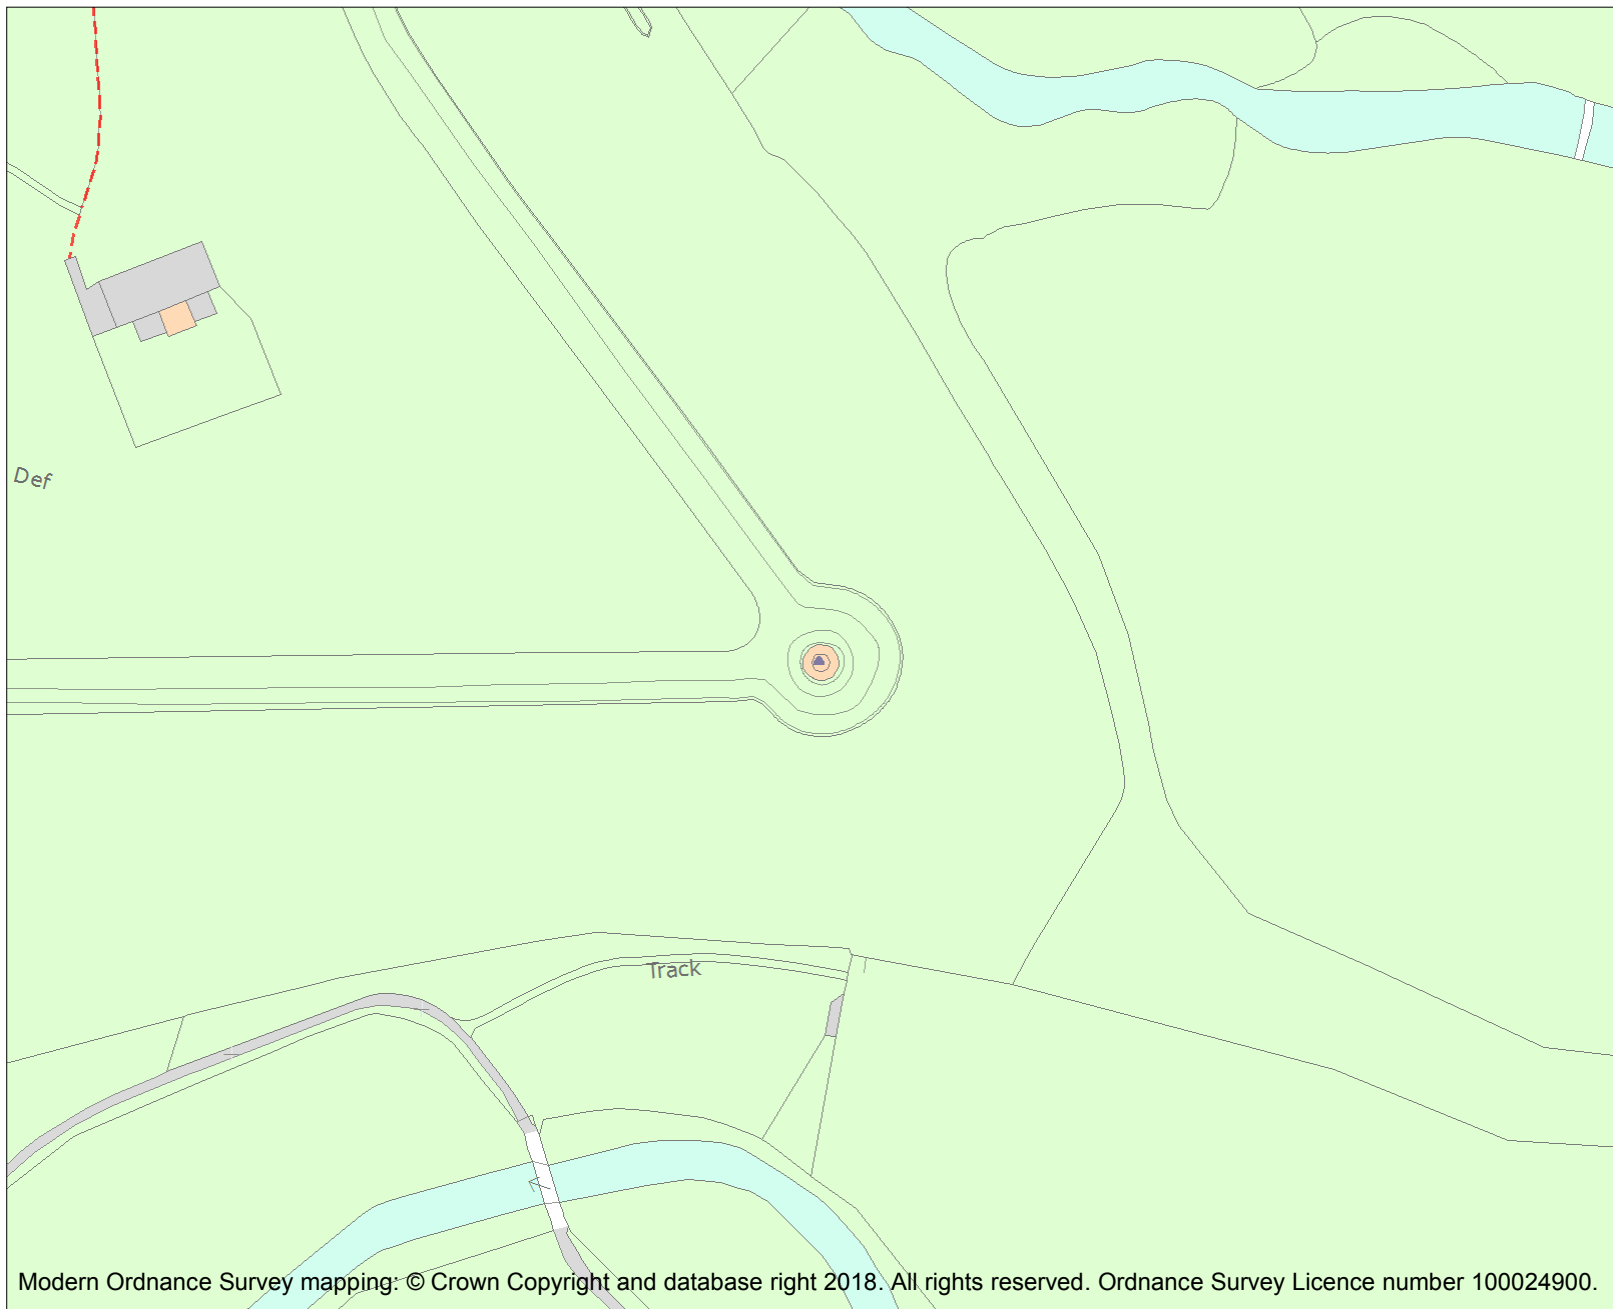 Def
Track
Modern Ordnance Survey mapping: © Crown Copyright and database right 2018. All rights reserved. Ordnance Survey Licence number 100024900.